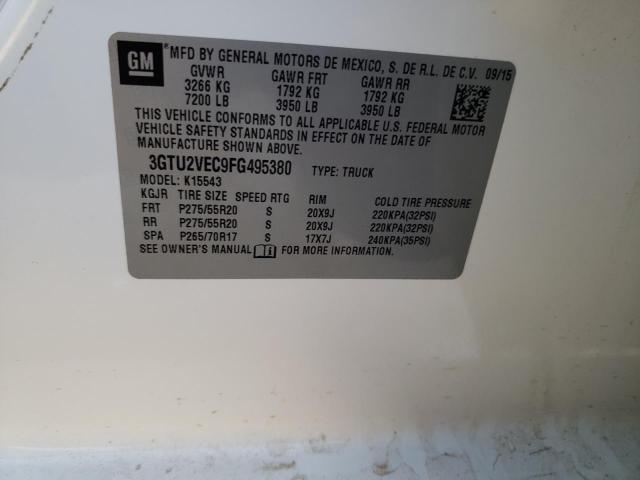 GM
®MFD BY GENERAL MOTORS DE MEXICO, S. DE R.L. DE C.V. 09/15
GVWR GAWR FRT GAWR RR
3266 KG 1792 KG 1792 KG
7200 LB 3950 LB 3950 LB
THIS VEHICLE CONFORMS TO ALL APPLICABLE U.S. FEDERAL MOTOR
VEHICLE SAFETY STANDARDS IN EFFECT ON THE DATE OF
MANUFACTURE SHOWN ABOVE.
3GTU2VEC9FG495380 TYPE: TRUCK
MODEL: K15543
KGJR TIRE SIZE SPEED RTG RIM COLD TIRE PRESSURE
FRT P275/55R20 S 20X9J 220KPA(32PSI)
RR P275/55R20 S 20X9J 220KPA(32PSI)
SPA P265/70R17 S 17X7J 240KPA(35PSI)
SEE OWNER'S MANUAL FOR MORE INFORMATION.